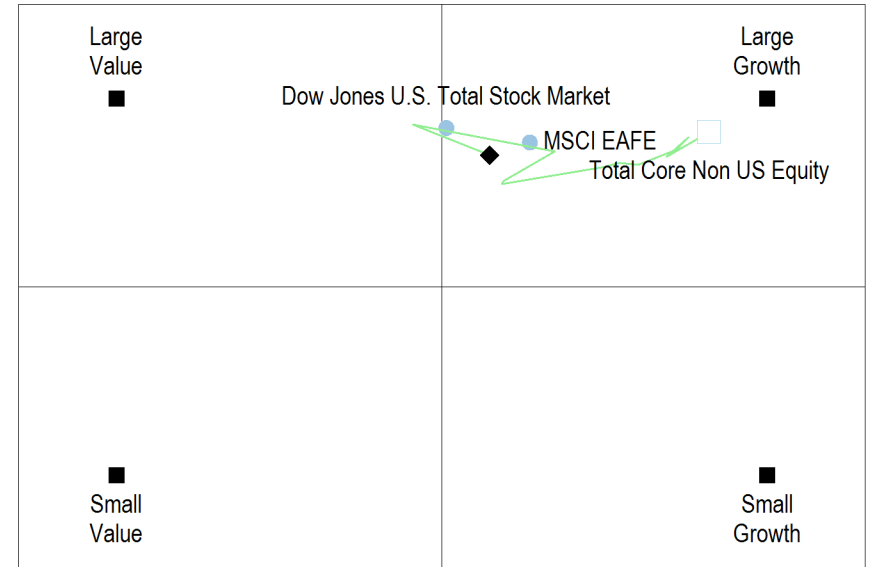 Large
Value
Large
Growth
Dow Jones U.S. Total Stock Market
MSCI EAFE
Total Core Non US Equity
Small
Value
Small
Growth